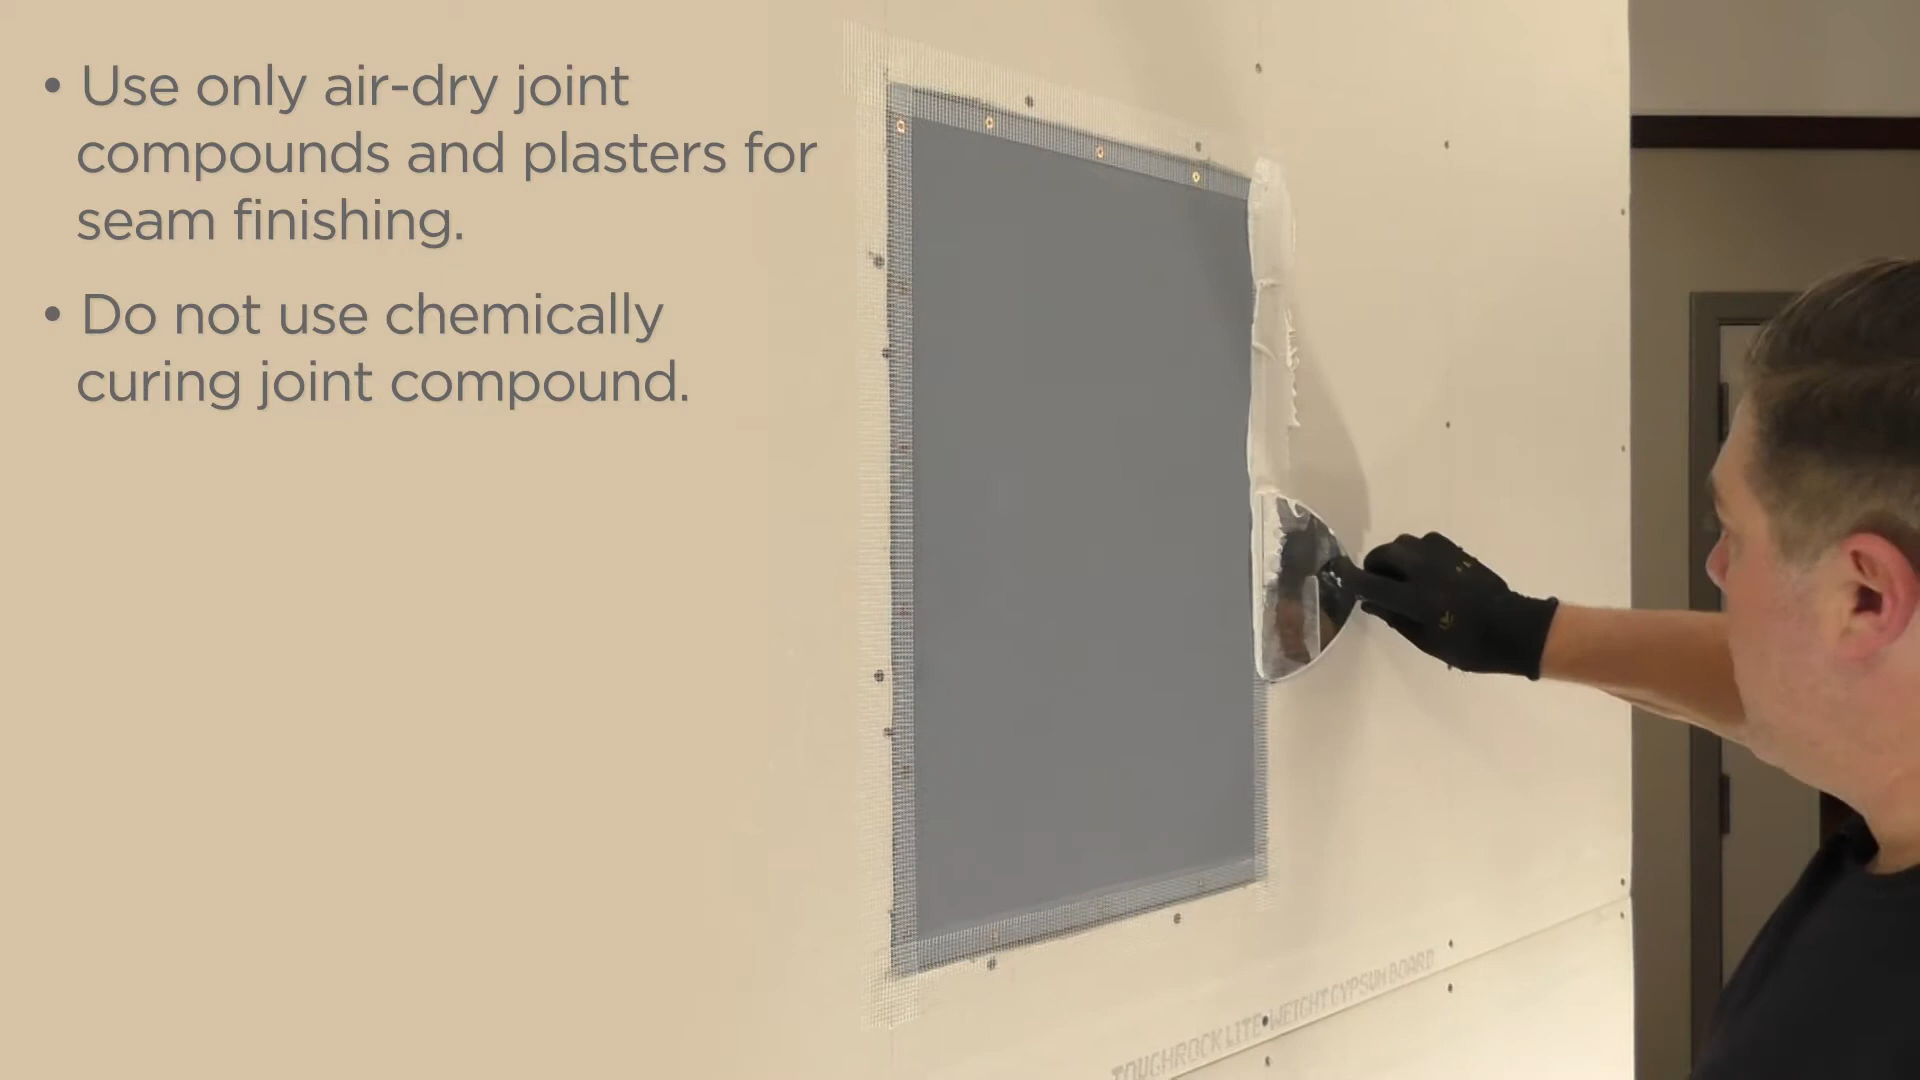 • Use only air-dry joint
compounds and plasters for
seam finishing.
• Do not use chemically
curing joint compound.
TOUGHROCK LITE-WEIGHT GYPSUM BOARD